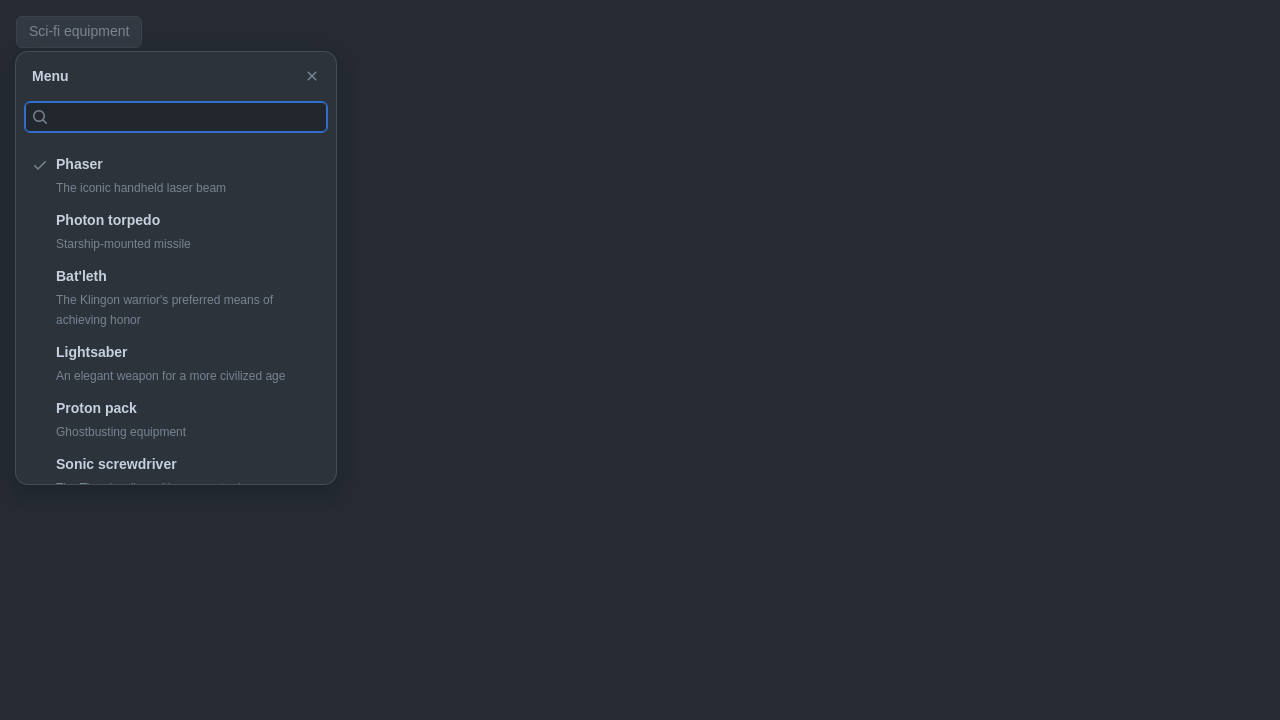 Sci-fi equipment
Menu
Phaser
The iconic handheld laser beam
Photon torpedo
Starship-mounted missile
Bat'leth
The Klingon warrior's preferred means of
achieving honor
Lightsaber
An elegant weapon for a more civilized age
Proton pack
Ghostbusting equipment
Sonic screwdriver